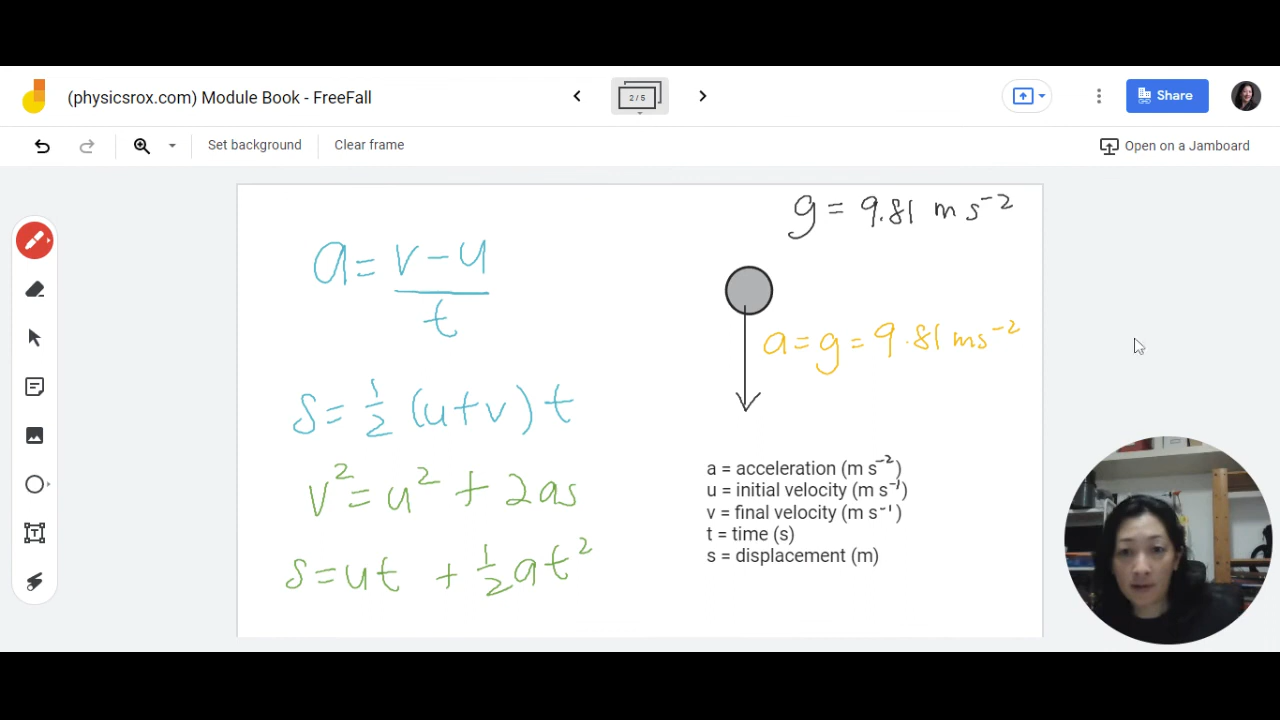 (physicsrox.com) Module Book - FreeFall
2 / 5
Share
Set background
Clear frame
Open on a Jamboard
g = 9.81 m s⁻²
a = v - u
t
a = g = 9.81 ms⁻²
s = ½ (u+v) t
v² = u² + 2as
s = ut + ½at²
a = acceleration (m s⁻²)
u = initial velocity (m s⁻¹)
v = final velocity (m s⁻¹)
t = time (s)
s = displacement (m)